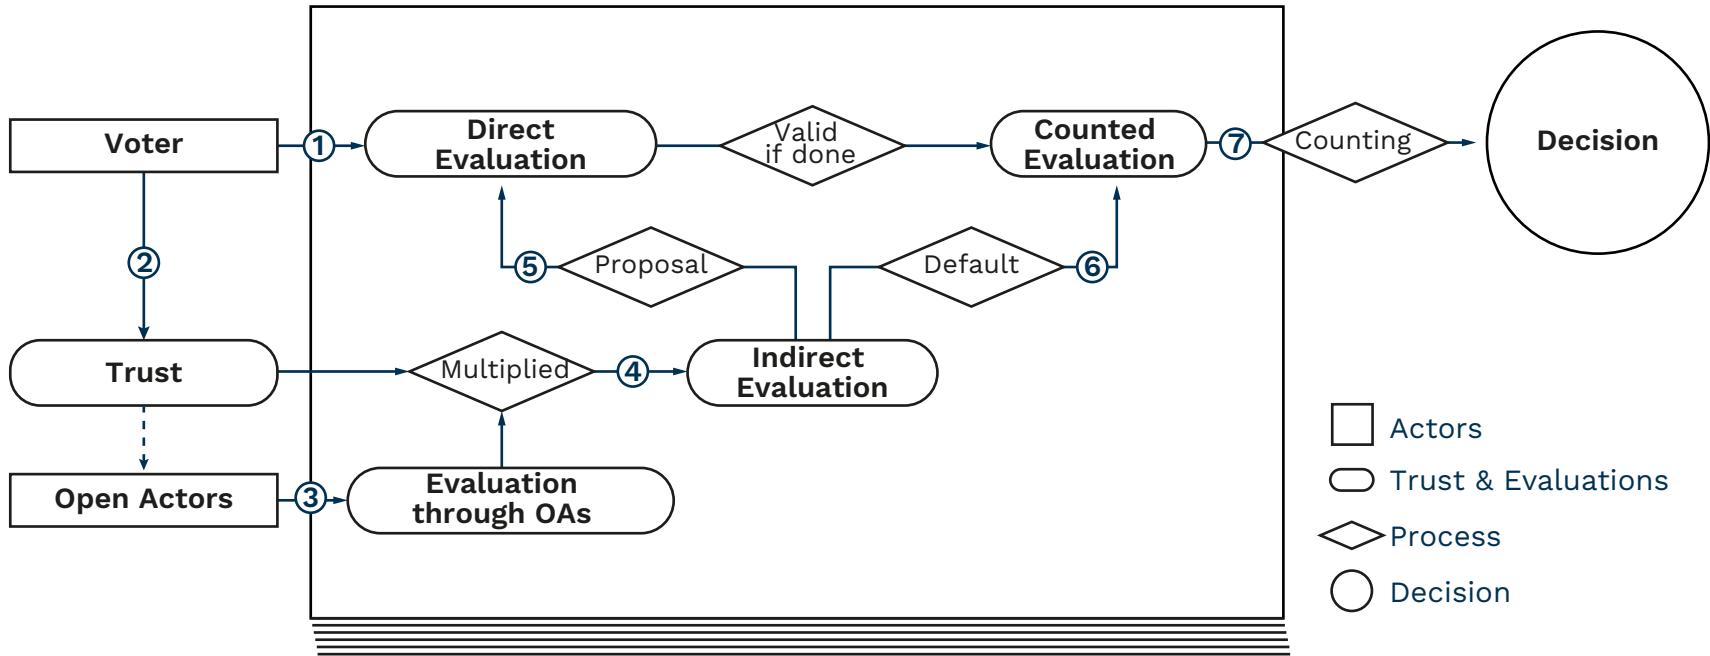 Voter
1
Direct
Evaluation
Valid
if done
Counted
Evaluation
7
Counting
Decision
2
5
Proposal
Default
6
Trust
Multiplied
4
Indirect
Evaluation
Open Actors
3
Evaluation
through OAs
Actors
Trust & Evaluations
Process
Decision